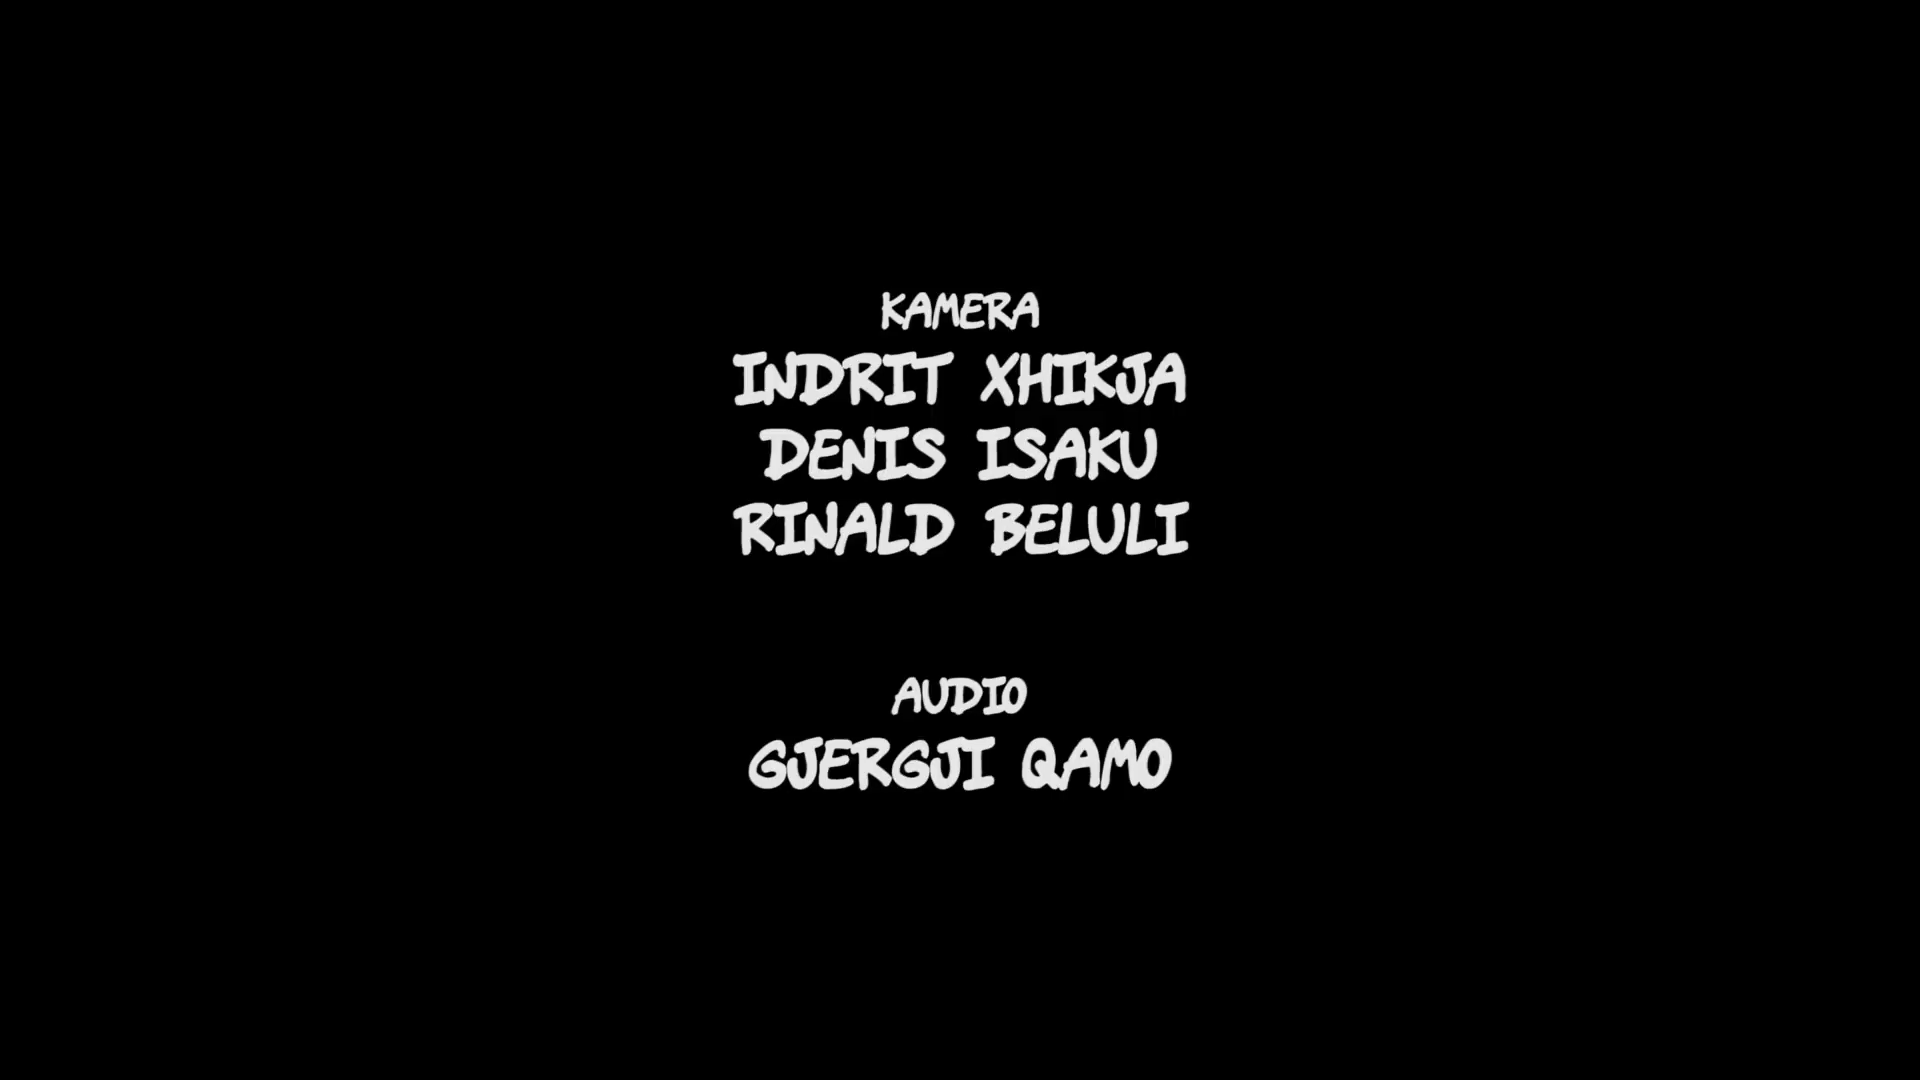 KAMERA
INDRIT XHIKJA
DENIS ISAKU
RINALD BELULI
AUDIO
GJERGJI QAMO